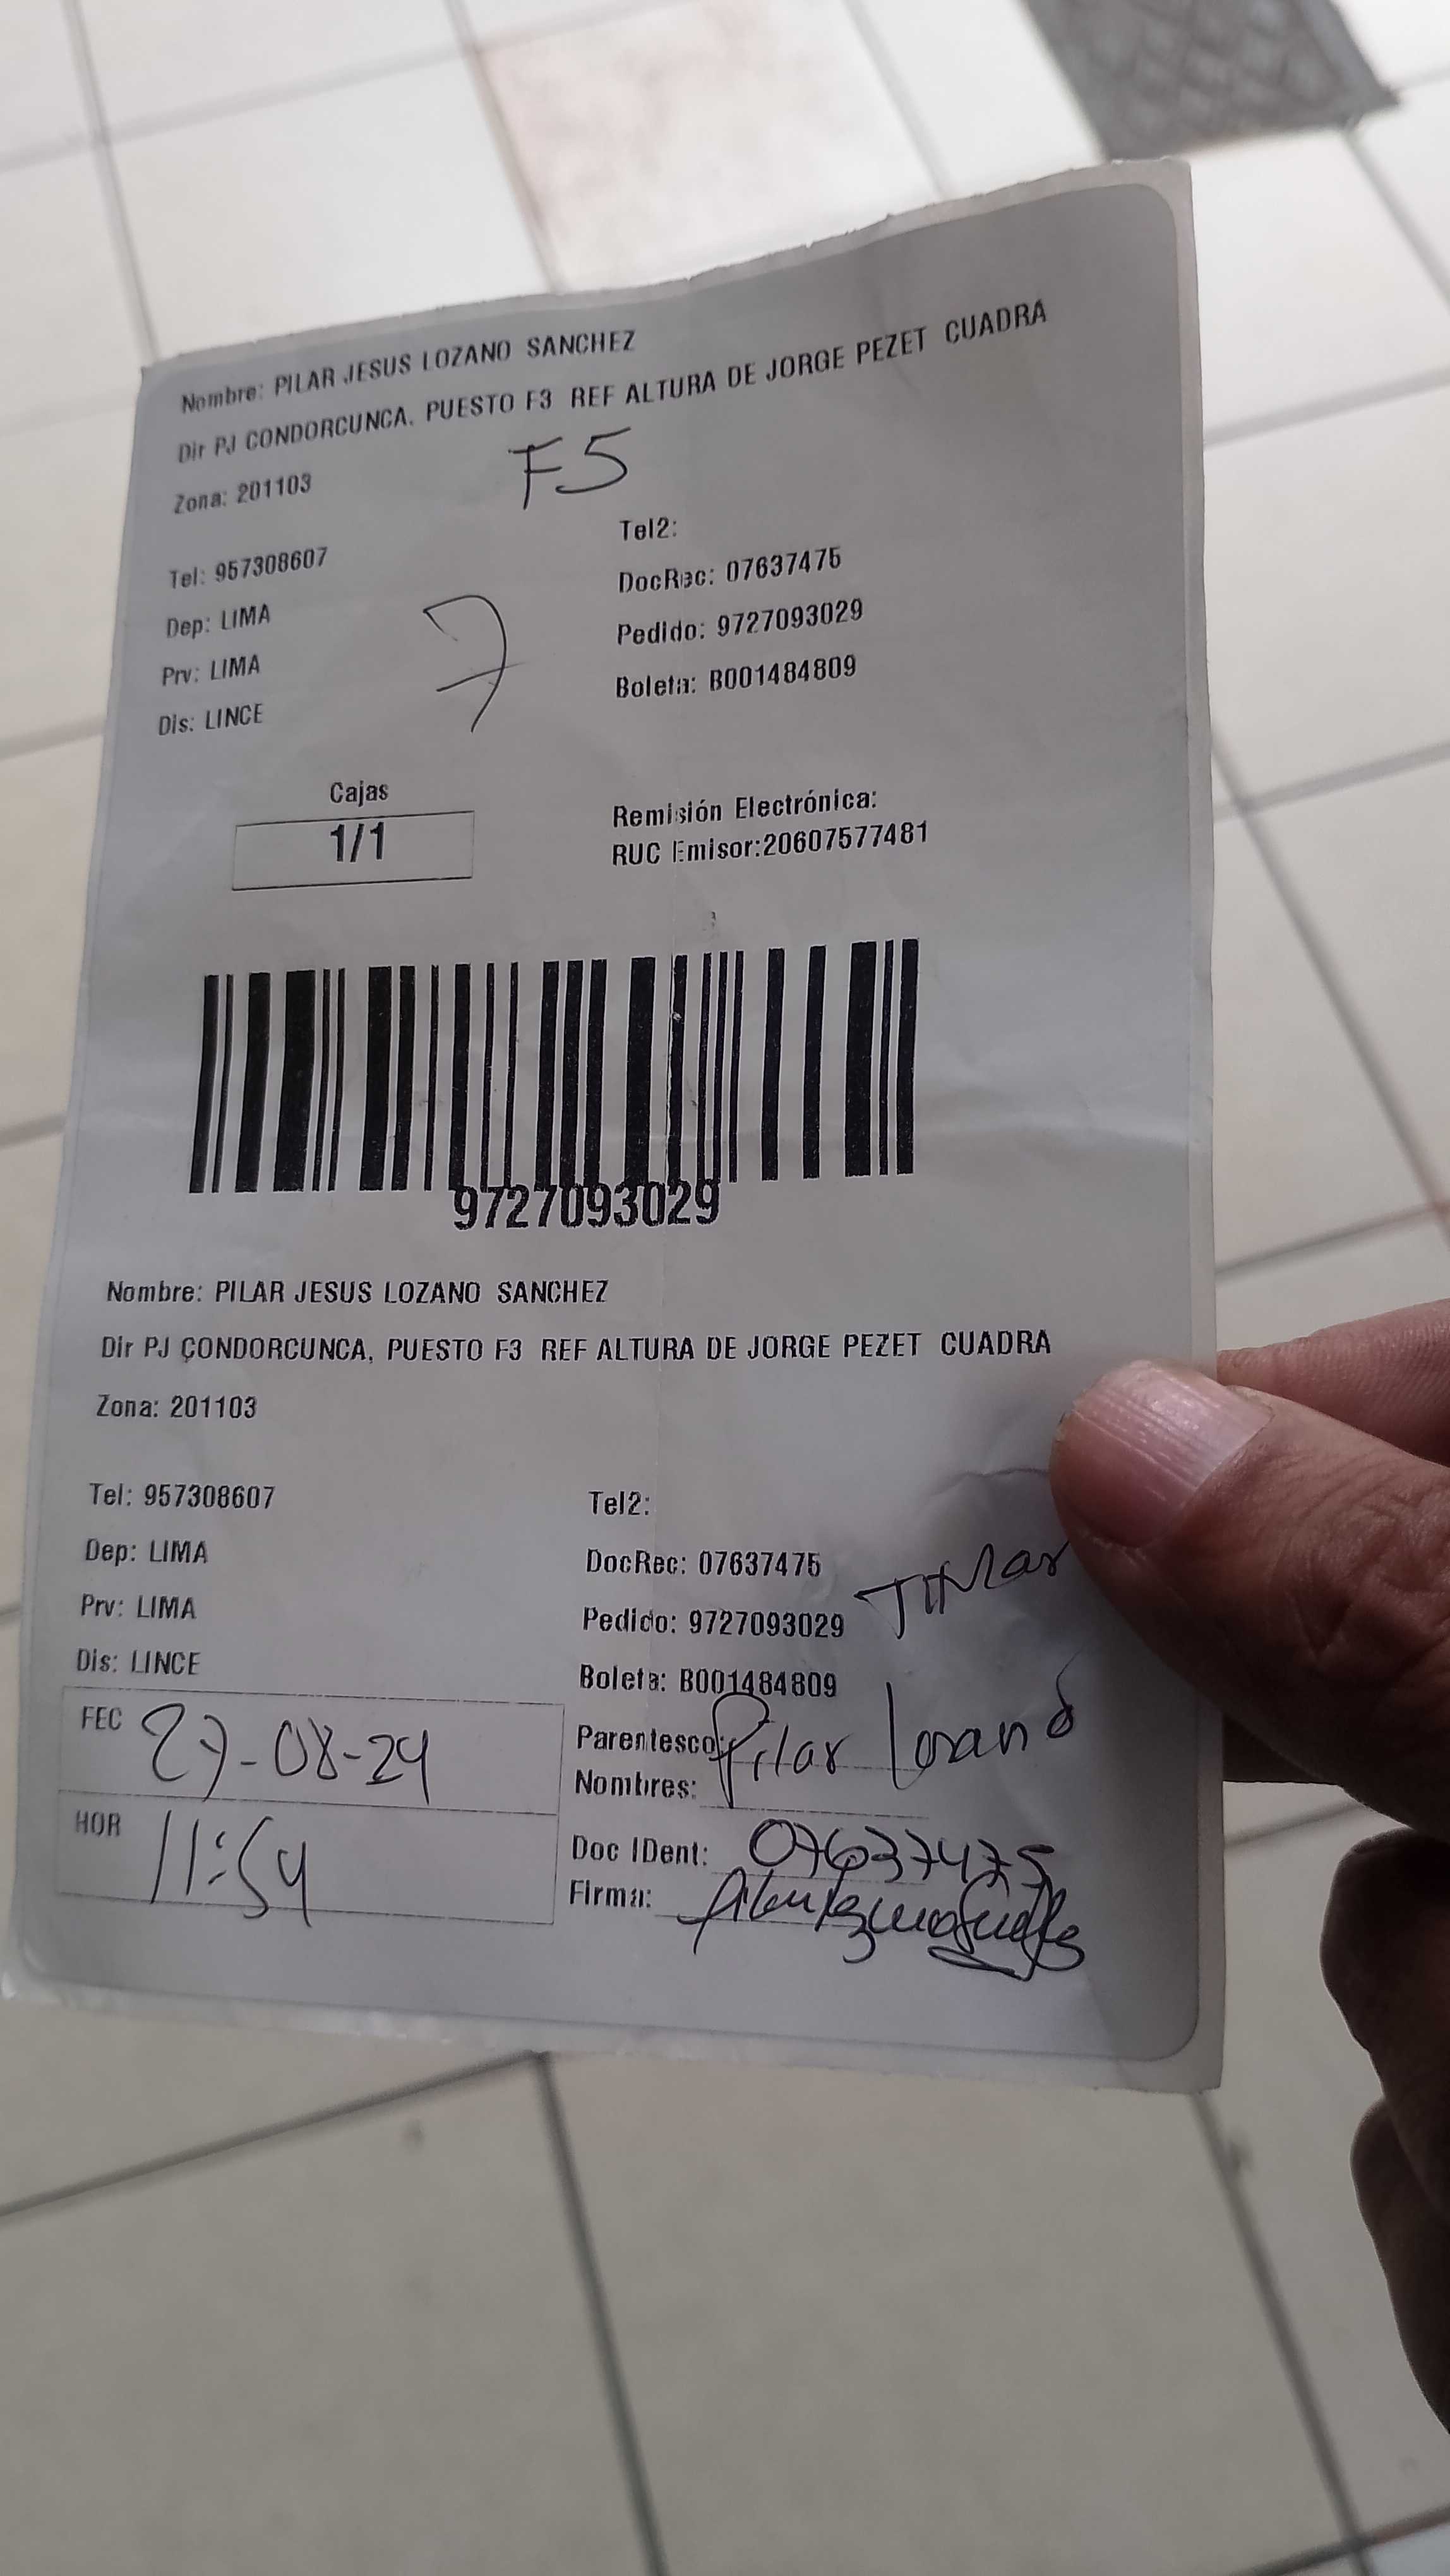 Nombre: PILAR JESUS LOZANO SANCHEZ
Dir PJ CONDORCUNCA, PUESTO F3 REF ALTURA DE JORGE PEZET CUADRA
Zona: 201103
F5
Tel: 957308607
Tel2:
Dep: LIMA
DocRec: 07637475
Prv: LIMA
Pedido: 9727093029
Dis: LINCE
Boleta: B001484809
7
Cajas
1/1
Remisión Electrónica:
RUC Emisor:20607577481
9727093029
Nombre: PILAR JESUS LOZANO SANCHEZ
Dir PJ CONDORCUNCA, PUESTO F3 REF ALTURA DE JORGE PEZET CUADRA
Zona: 201103
Tel: 957308607
Tel2:
Dep: LIMA
DocRec: 07637475
Prv: LIMA
Pedido: 9727093029
Dis: LINCE
Boleta: B001484809
FEC 27-08-24
Parentesco:
Nombres: Pilar Lozano
HOR 11:54
Doc IDent: 07637475
Firma: